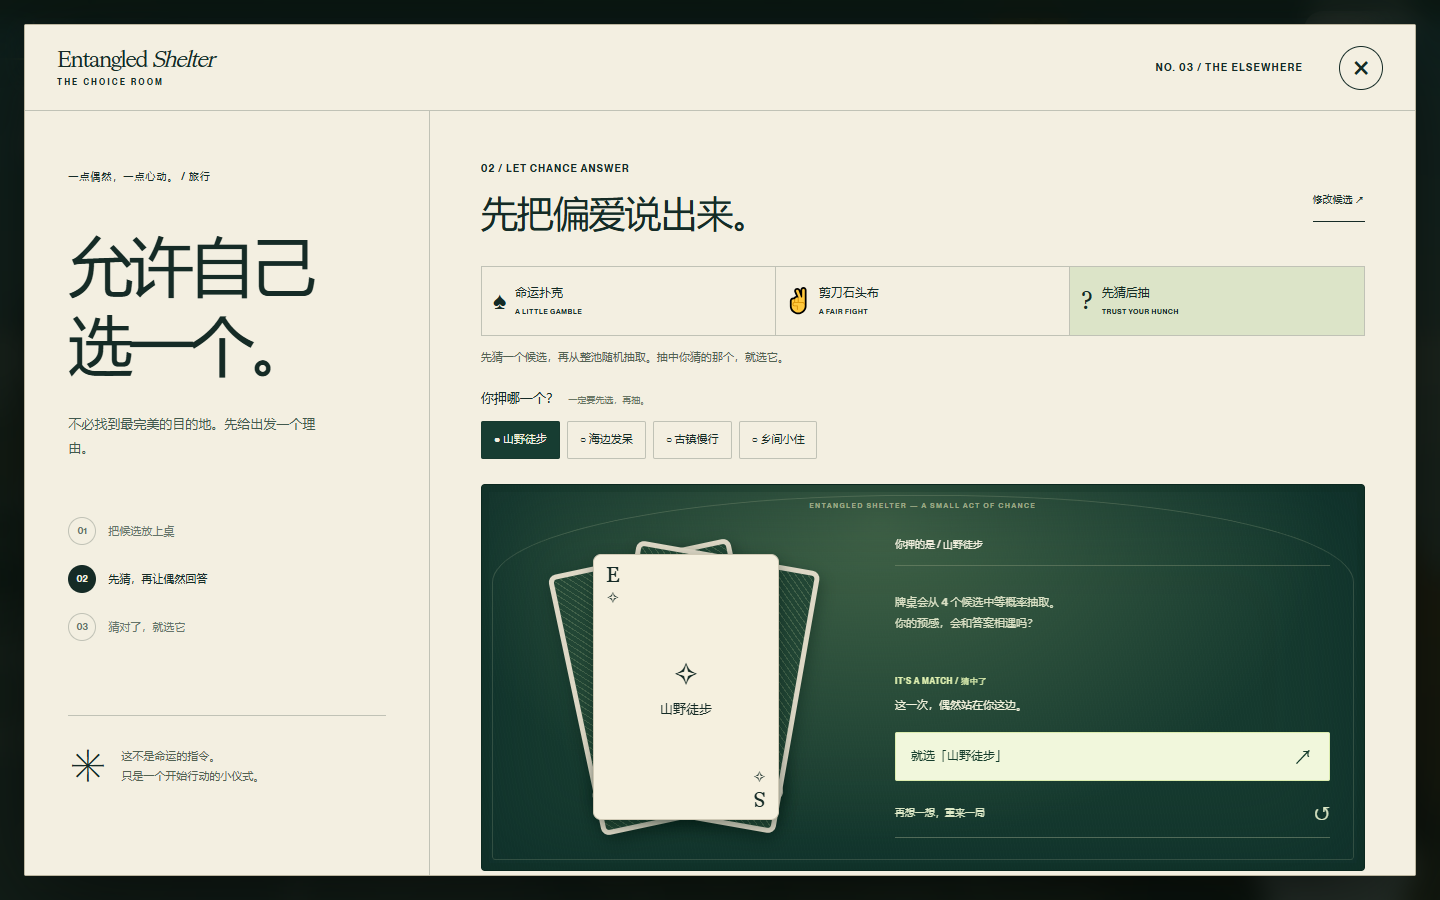 Entangled Shelter
THE CHOICE ROOM
NO. 03 / THE ELSEWHERE
一点偶然，一点心动。 / 旅行
允许自己
选一个。
不必找到最完美的目的地。先给出发一个理
由。
01 把候选放上桌
02 先猜，再让偶然回答
03 猜对了，就选它
这不是命运的指令。
只是一个开始行动的小仪式。
02 / LET CHANCE ANSWER
先把偏爱说出来。
修改候选 ↗
命运扑克
A LITTLE GAMBLE
剪刀石头布
A FAIR FIGHT
? 先猜后抽
TRUST YOUR HUNCH
先猜一个候选，再从整池随机抽取。抽中你猜的那个，就选它。
你押哪一个？ 一定要先选，再抽。
山野徒步
海边发呆
古镇慢行
乡间小住
ENTANGLED SHELTER — A SMALL ACT OF CHANCE
E
山野徒步
S
你押的是 / 山野徒步
牌桌会从 4 个候选中等概率抽取。
你的预感，会和答案相遇吗？
IT'S A MATCH / 猜中了
这一次，偶然站在你这边。
就选「山野徒步」 ↗
再想一想，重来一局 ↺